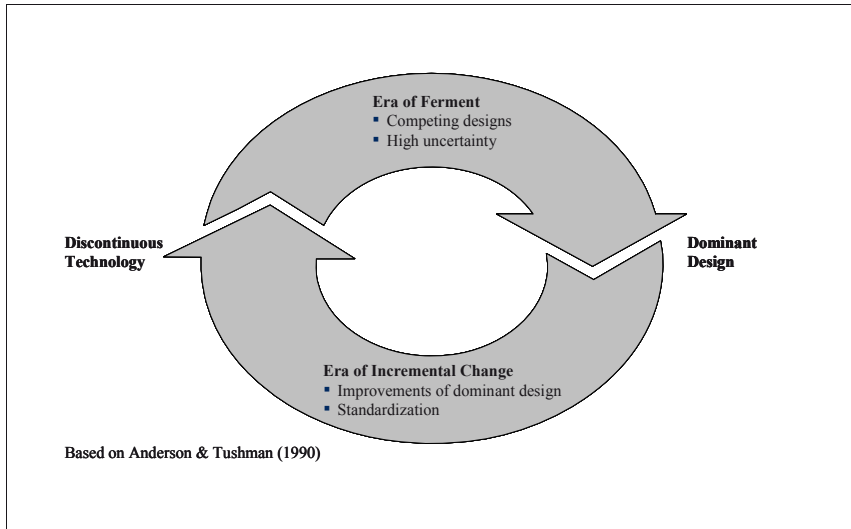 Era of Ferment
▪ Competing designs
▪ High uncertainty
Discontinuous
Technology
Dominant
Design
Era of Incremental Change
▪ Improvements of dominant design
▪ Standardization
Based on Anderson & Tushman (1990)